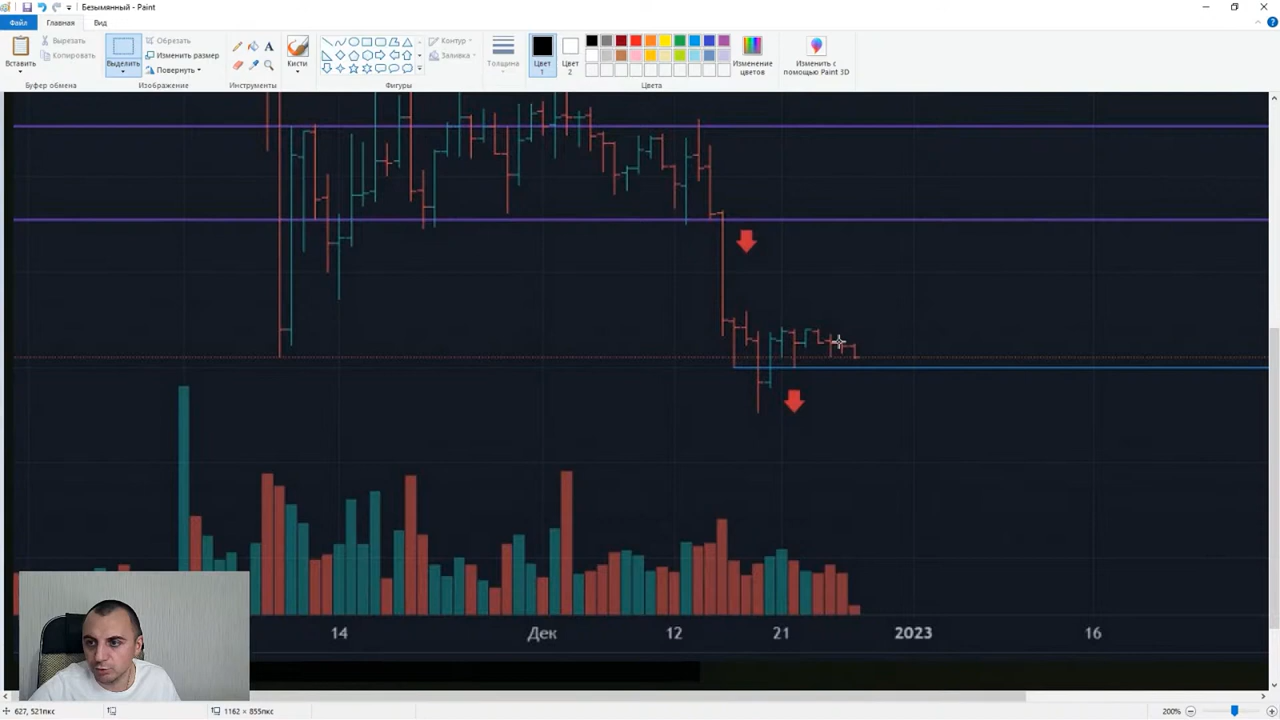 Безымянный - Paint
Файл Главная Вид
Вставить
Вырезать
Копировать
Буфер обмена
Выделить
Обрезать
Изменить размер
Повернуть
Изображение
A
Инструменты
Кисти
Контур
Заливка
Фигуры
Толщина
Цвет 1
Цвет 2
Изменение цветов
Цвета
Изменить с помощью Paint 3D
14 Дек 12 21 2023 16
627, 521пкс 1162 × 855пкс 200%